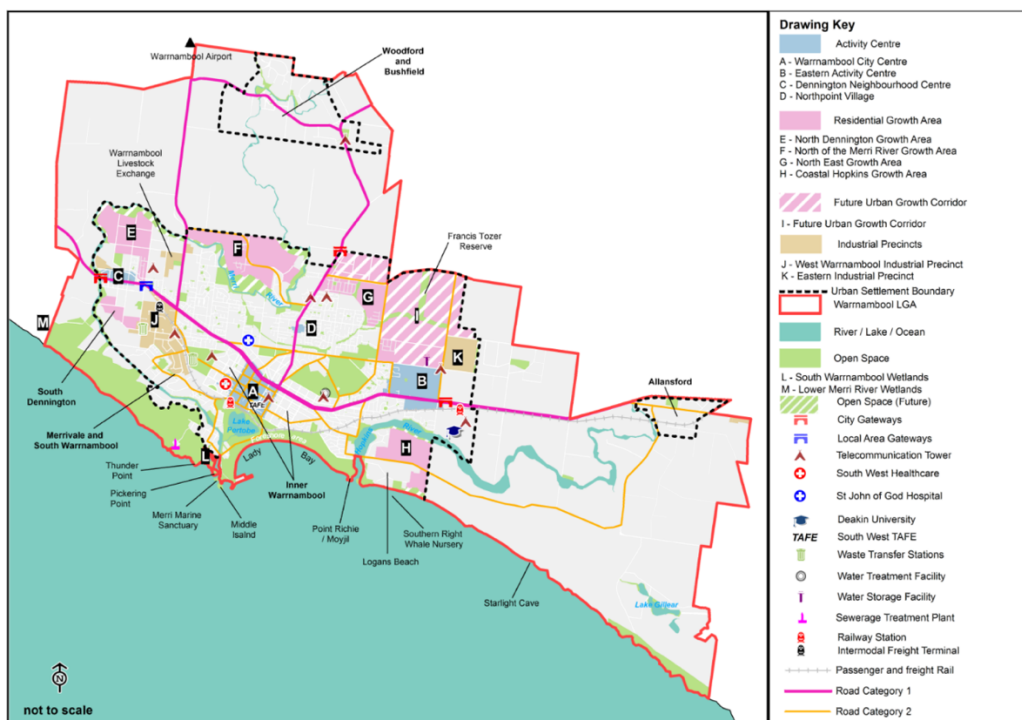 Warrnambool Airport
Woodford
and
Bushfield
Warrnambool
Livestock
Exchange
Francis Tozer
Reserve
E
F
C
Merri
River
G
I
D
M
J
K
B
A
TAFE
Allansford
South
Dennington
Merrivale and
South Warrnambool
Lake
Pertobe
Hopkins
River
H
L
Lady
Bay
Thunder
Point
Pickering
Point
Merri Marine
Sanctuary
Middle
Isalnd
Inner
Warrnambool
Point Richie
/ Moyjil
Southern Right
Whale Nursery
Logans Beach
Starlight Cave
Lake Gillear
N
not to scale
Drawing Key
Activity Centre
A - Warrnambool City Centre
B - Eastern Activity Centre
C - Dennington Neighbourhood Centre
D - Northpoint Village
Residential Growth Area
E - North Dennington Growth Area
F - North of the Merri River Growth Area
G - North East Growth Area
H - Coastal Hopkins Growth Area
Future Urban Growth Corridor
I - Future Urban Growth Corridor
Industrial Precincts
J - West Warrnambool Industrial Precinct
K - Eastern Industrial Precinct
Urban Settlement Boundary
Warrnambool LGA
River / Lake / Ocean
Open Space
L - South Warrnambool Wetlands
M - Lower Merri River Wetlands
Open Space (Future)
City Gateways
Local Area Gateways
Telecommunication Tower
South West Healthcare
St John of God Hospital
Deakin University
TAFE South West TAFE
Waste Transfer Stations
Water Treatment Facility
Water Storage Facility
Sewerage Treatment Plant
Railway Station
Intermodal Freight Terminal
Passenger and freight Rail
Road Category 1
Road Category 2